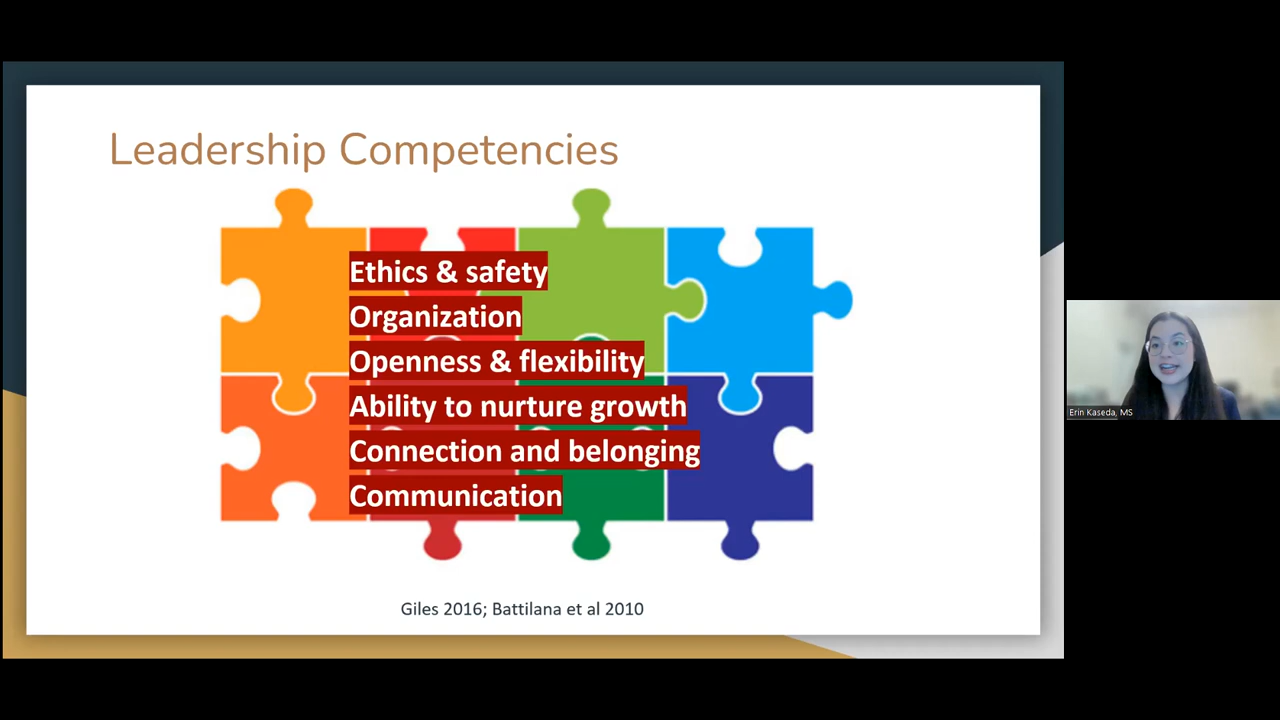 Leadership Competencies
Ethics & safety
Organization
Openness & flexibility
Ability to nurture growth
Connection and belonging
Communication
Giles 2016; Battilana et al 2010
Erin Kaseda, MS